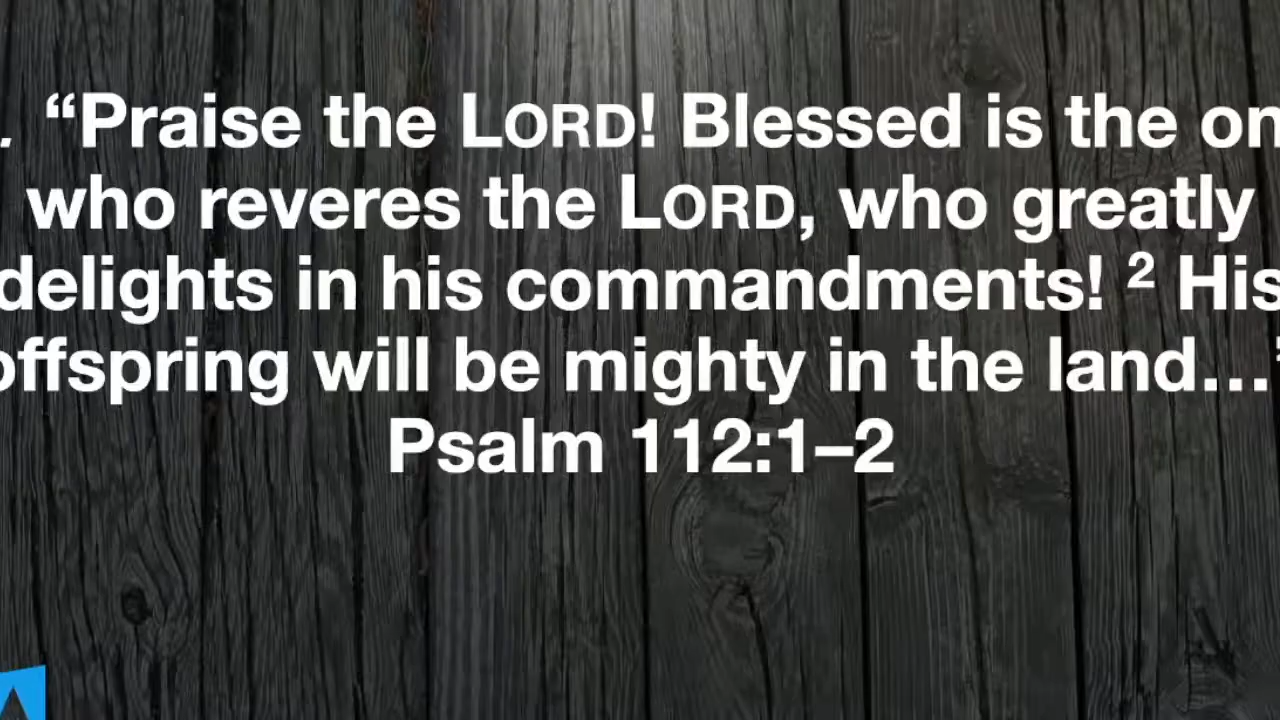 . “Praise the LORD! Blessed is the on
who reveres the LORD, who greatly
delights in his commandments! ² His
offspring will be mighty in the land…
Psalm 112:1–2